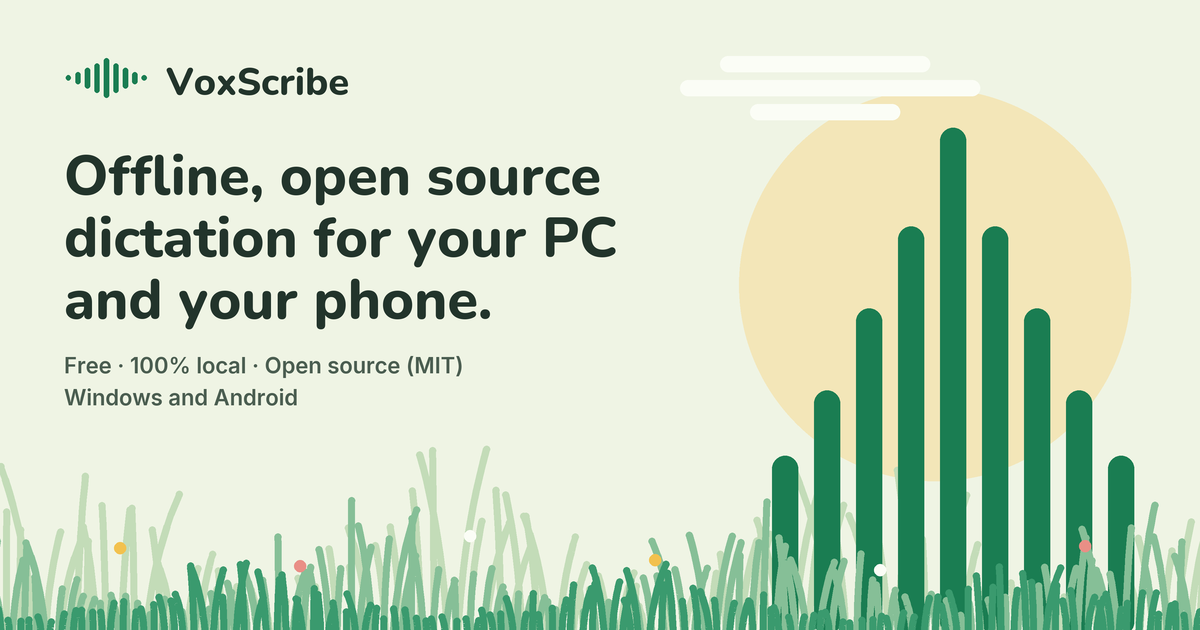 VoxScribe
Offline, open source
dictation for your PC
and your phone.
Free · 100% local · Open source (MIT)
Windows and Android